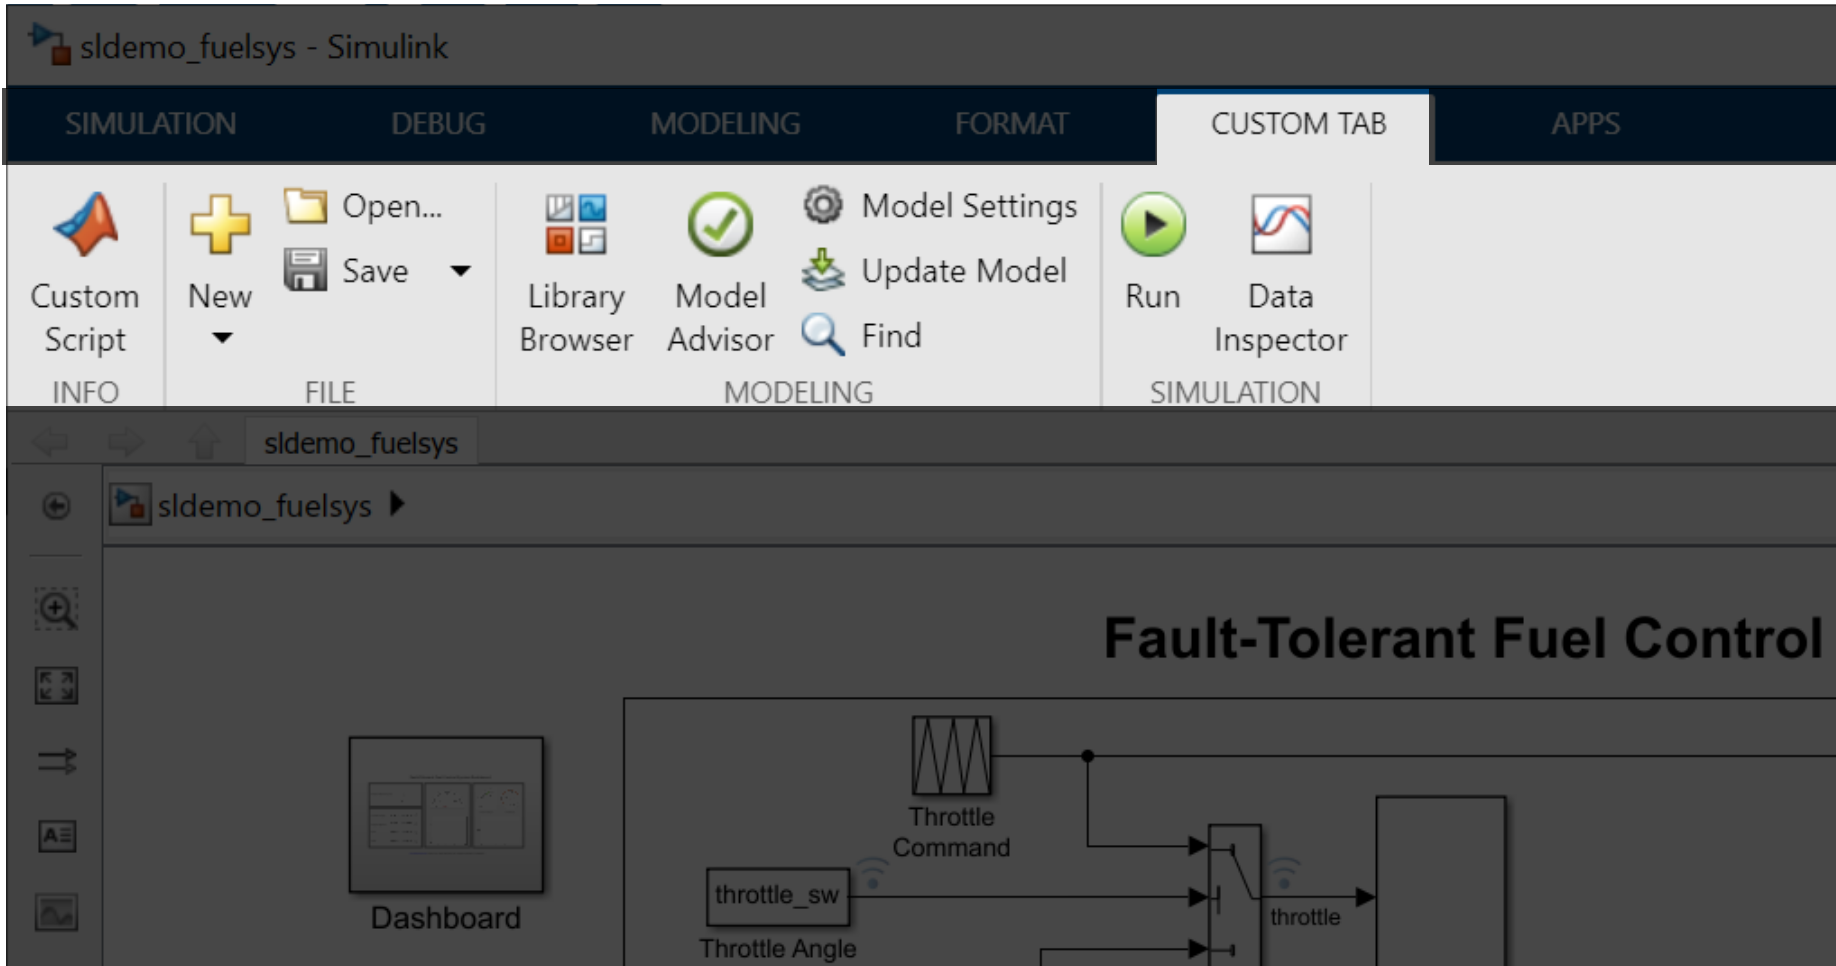 sldemo_fuelsys - Simulink
SIMULATION DEBUG MODELING FORMAT CUSTOM TAB APPS
Custom
Script
INFO
New
Open...
Save
FILE
Library
Browser
Model
Advisor
Model Settings
Update Model
Find
MODELING
Run
Data
Inspector
SIMULATION
sldemo_fuelsys
sldemo_fuelsys
Fault-Tolerant Fuel Control
Throttle
Command
throttle_sw
Throttle Angle
throttle
Dashboard
A